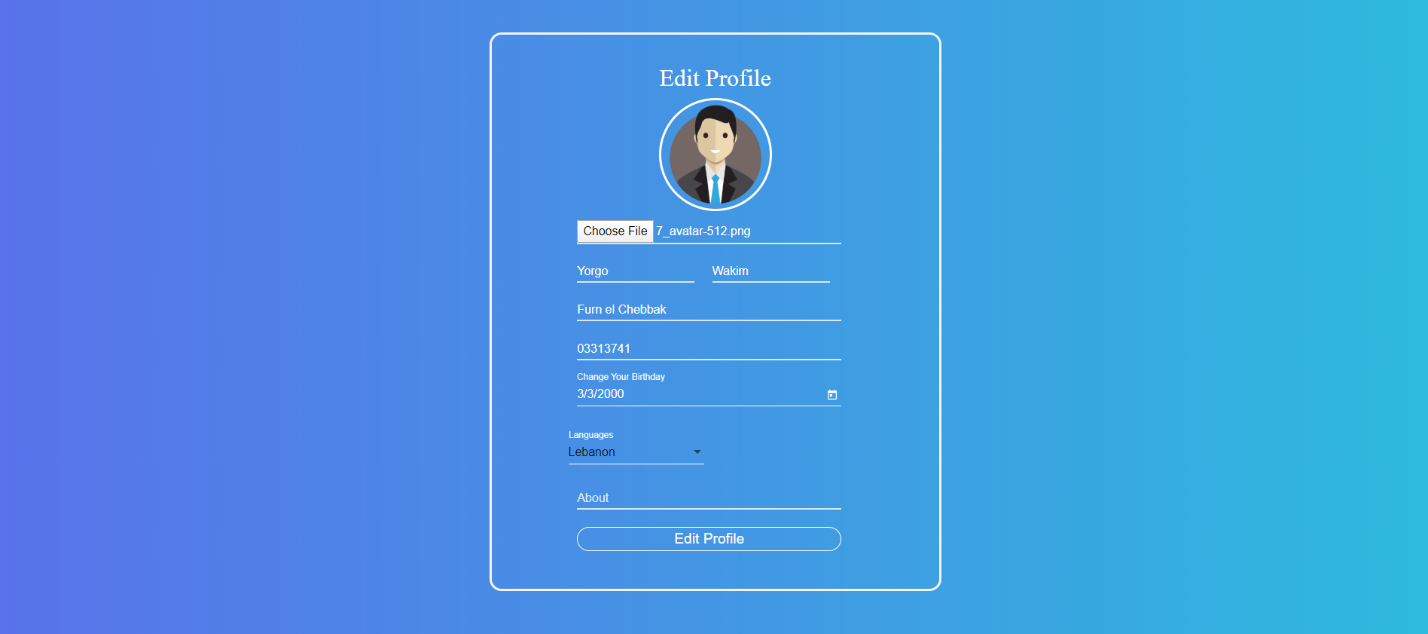 Edit Profile
Choose File 7_avatar-512.png
Yorgo Wakim
Furn el Chebbak
03313741
Change Your Birthday
3/3/2000
Languages
Lebanon
About
Edit Profile